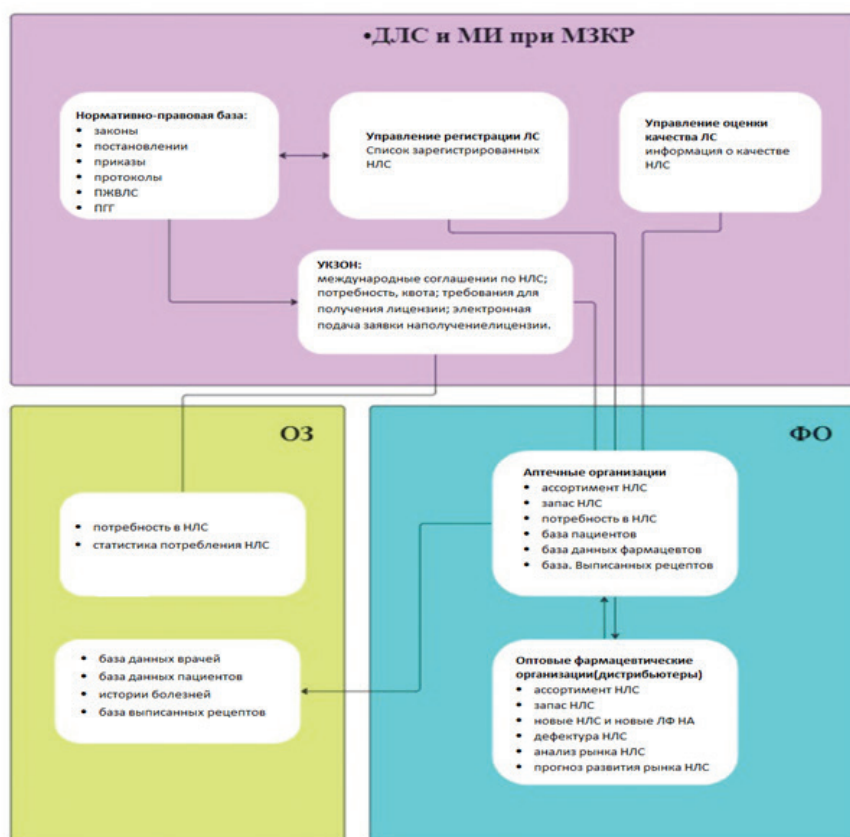 •ДЛС и МИ при МЗКР
Нормативно-правовая база:
• законы
• постановлении
• приказы
• протоколы
• ПЖВЛС
• ПГГ
Управление регистрации ЛС
Список зарегистрированных
НЛС
Управление оценки
качества ЛС
информация о качестве
НЛС
УКЗОН:
международные соглашении по НЛС;
потребность, квота; требования для
получения лицензии; электронная
подача заявки наполучениелицензии.
ОЗ
• потребность в НЛС
• статистика потребления НЛС
• база данных врачей
• база данных пациентов
• истории болезней
• база выписанных рецептов
ФО
Аптечные организации
• ассортимент НЛС
• запас НЛС
• потребность в НЛС
• база пациентов
• база данных фармацевтов
• база. Выписанных рецептов
Оптовые фармацевтические
организации(дистрибьютеры)
• ассортимент НЛС
• запас НЛС
• новые НЛС и новые ЛФ НА
• дефектура НЛС
• анализ рынка НЛС
• прогноз развития рынка НЛС